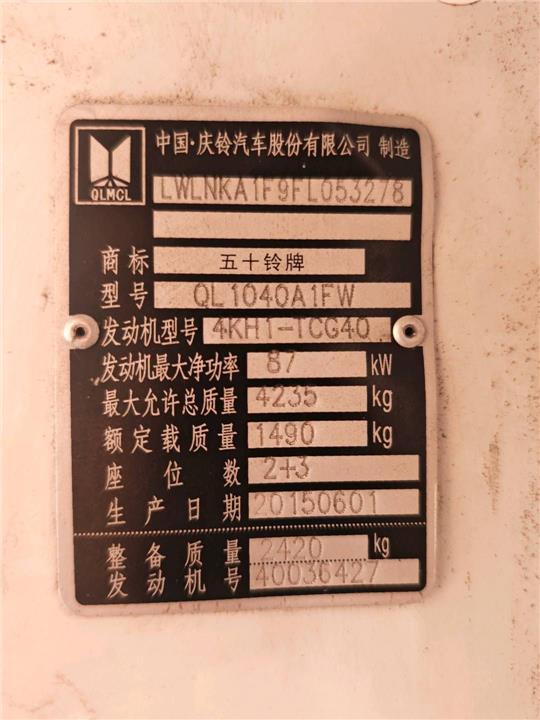 中国·庆铃汽车股份有限公司 制造
QLMCL
LWLNKA1F9FL053278
商标 五十铃牌
型号 QL1040A1FW
发动机型号 4KH1-TCG40
发动机最大净功率 87 kW
最大允许总质量 4235 kg
额定载质量 1490 kg
座位数 2+3
生产日期 20150601
整备质量 2420 kg
发动机号 40036427